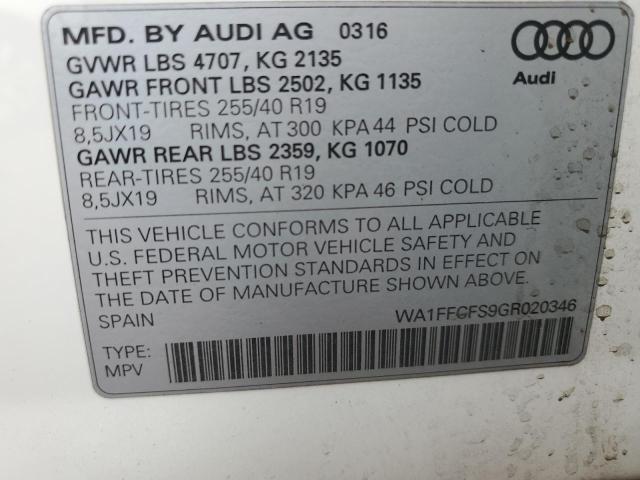 MFD. BY AUDI AG 0316
GVWR LBS 4707, KG 2135
GAWR FRONT LBS 2502, KG 1135
FRONT-TIRES 255/40 R19
8,5JX19 RIMS, AT 300 KPA 44 PSI COLD
GAWR REAR LBS 2359, KG 1070
REAR-TIRES 255/40 R19
8,5JX19 RIMS, AT 320 KPA 46 PSI COLD
Audi
THIS VEHICLE CONFORMS TO ALL APPLICABLE
U.S. FEDERAL MOTOR VEHICLE SAFETY AND
THEFT PREVENTION STANDARDS IN EFFECT ON
THE DATE OF MANUFACTURE SHOWN ABOVE.
SPAIN WA1FFCFS9GR020346
TYPE:
MPV